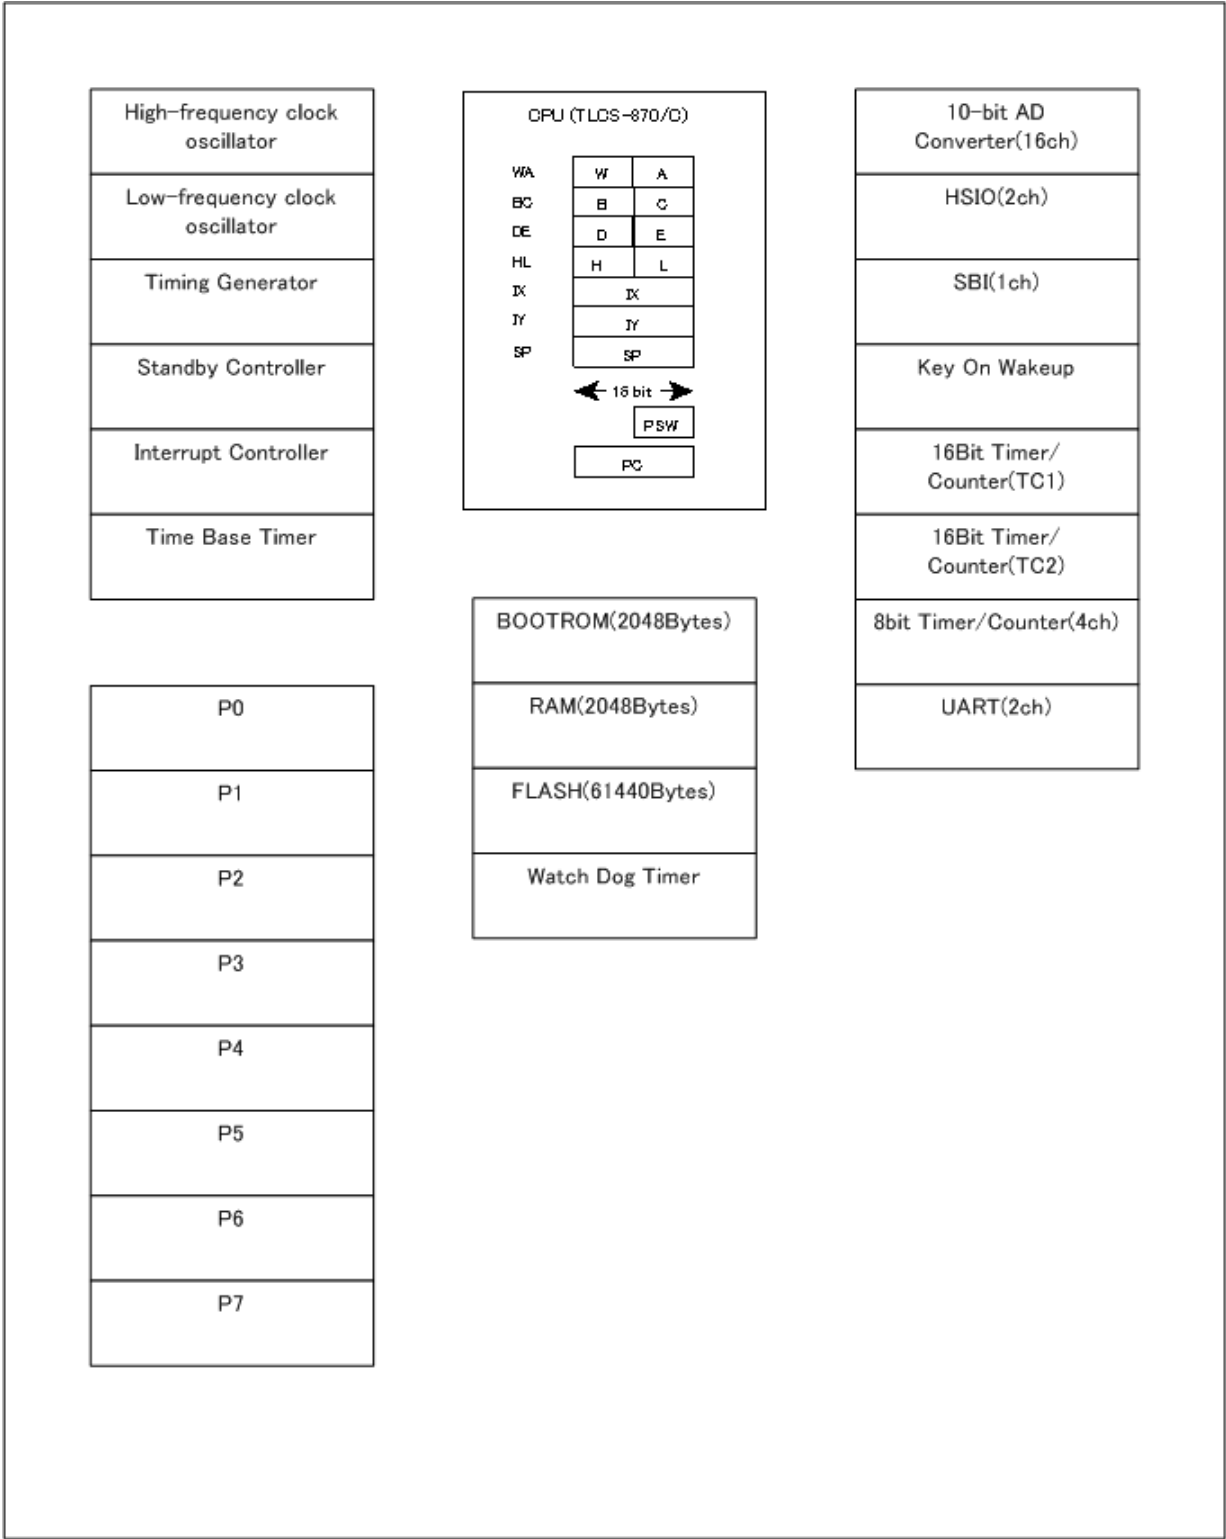 High-frequency clock
oscillator
Low-frequency clock
oscillator
Timing Generator
Standby Controller
Interrupt Controller
Time Base Timer
P0
P1
P2
P3
P4
P5
P6
P7
CPU (TLCS-870/C)
WA W A
BC B C
DE D E
HL H L
IX IX
IY IY
SP SP
16 bit
PSW
PC
BOOTROM(2048Bytes)
RAM(2048Bytes)
FLASH(61440Bytes)
Watch Dog Timer
10-bit AD
Converter(16ch)
HSIO(2ch)
SBI(1ch)
Key On Wakeup
16Bit Timer/
Counter(TC1)
16Bit Timer/
Counter(TC2)
8bit Timer/Counter(4ch)
UART(2ch)